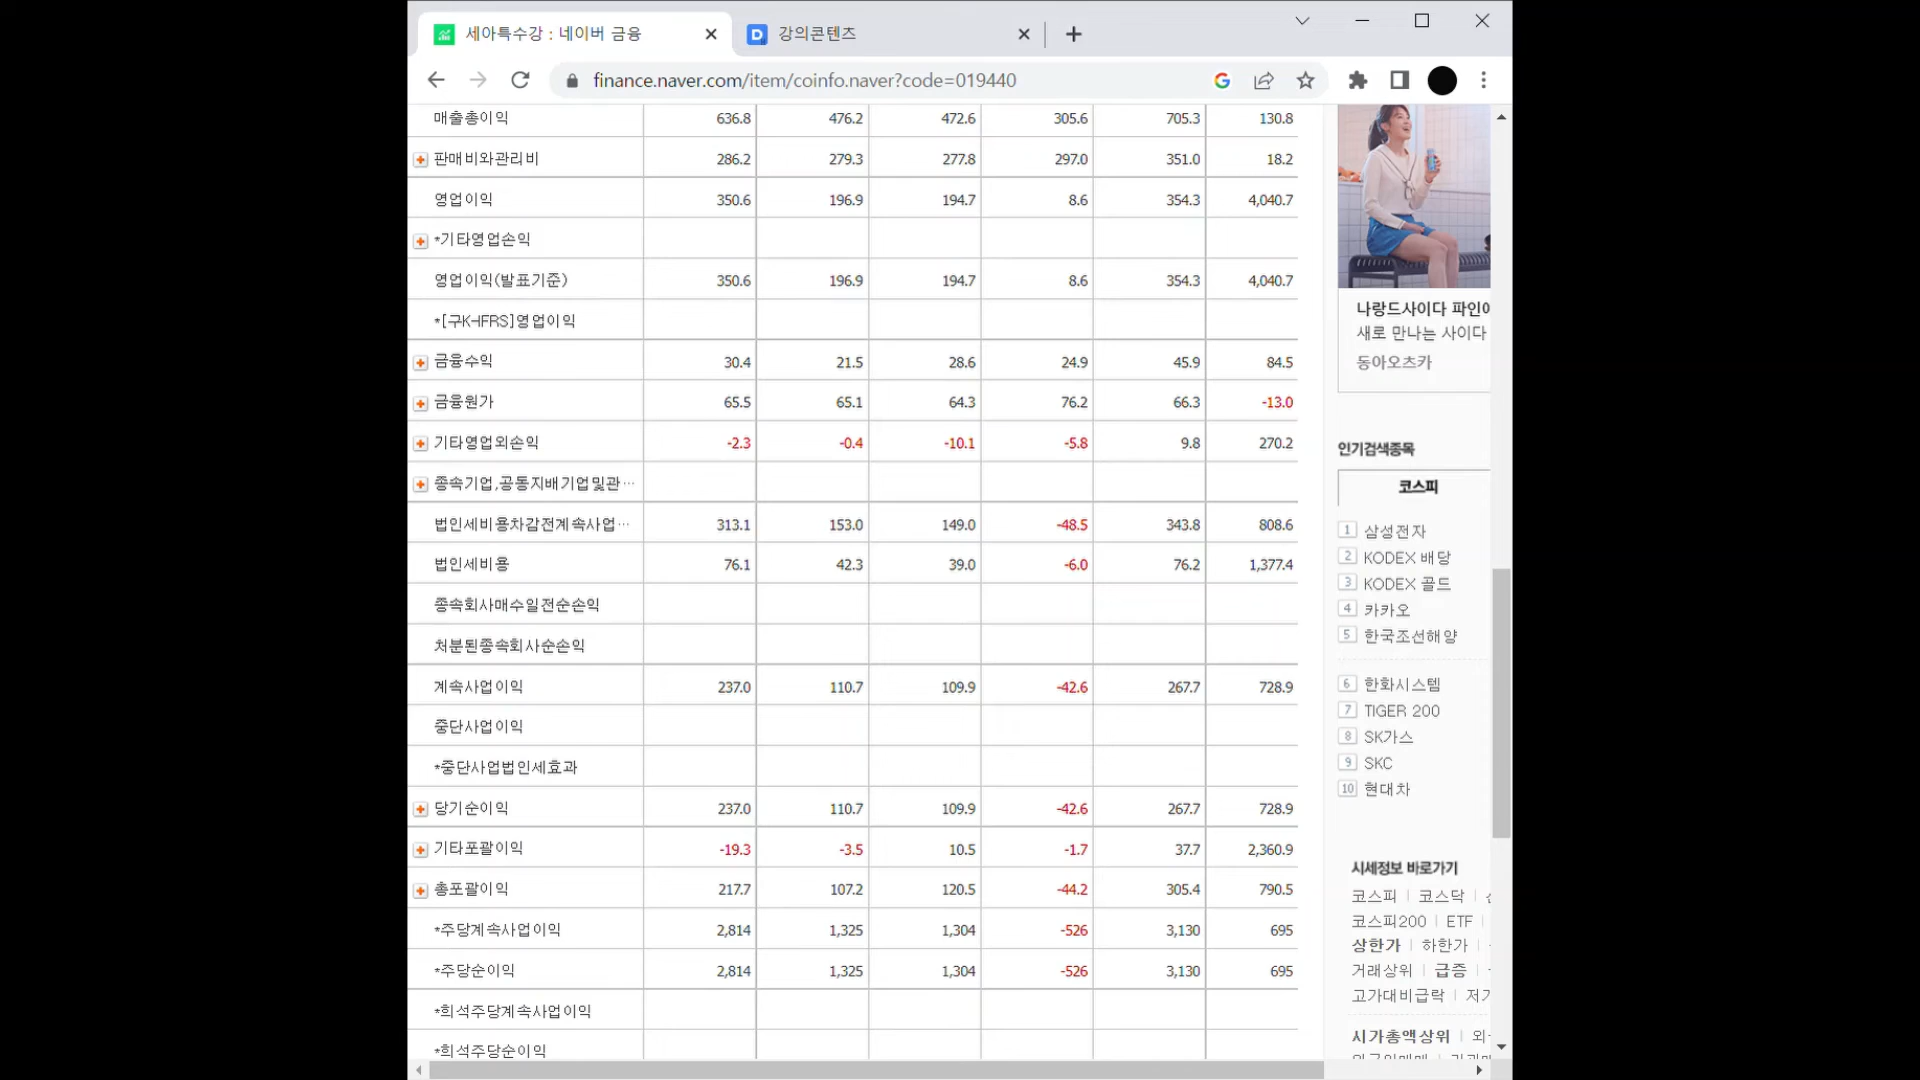 세아특수강 : 네이버 금융
강의콘텐츠
finance.naver.com/item/coinfo.naver?code=019440
매출총이익 636.8 476.2 472.6 305.6 705.3 130.8
판매비와관리비 286.2 279.3 277.8 297.0 351.0 18.2
영업이익 350.6 196.9 194.7 8.6 354.3 4,040.7
*기타영업손익
영업이익(발표기준) 350.6 196.9 194.7 8.6 354.3 4,040.7
*[구K-IFRS]영업이익
금융수익 30.4 21.5 28.6 24.9 45.9 84.5
금융원가 65.5 65.1 64.3 76.2 66.3 -13.0
기타영업외손익 -2.3 -0.4 -10.1 -5.8 9.8 270.2
종속기업,공동지배기업및관…
법인세비용차감전계속사업… 313.1 153.0 149.0 -48.5 343.8 808.6
법인세비용 76.1 42.3 39.0 -6.0 76.2 1,377.4
종속회사매수일전순손익
처분된종속회사순손익
계속사업이익 237.0 110.7 109.9 -42.6 267.7 728.9
중단사업이익
*중단사업법인세효과
당기순이익 237.0 110.7 109.9 -42.6 267.7 728.9
기타포괄이익 -19.3 -3.5 10.5 -1.7 37.7 2,360.9
총포괄이익 217.7 107.2 120.5 -44.2 305.4 790.5
*주당계속사업이익 2,814 1,325 1,304 -526 3,130 695
*주당순이익 2,814 1,325 1,304 -526 3,130 695
*희석주당계속사업이익
*희석주당순이익
나랑드사이다 파인애
새로 만나는 사이다
동아오츠카
인기검색종목
코스피
1 삼성전자
2 KODEX 배당
3 KODEX 골드
4 카카오
5 한국조선해양
6 한화시스템
7 TIGER 200
8 SK가스
9 SKC
10 현대차
시세정보 바로가기
코스피 코스닥
코스피200 ETF
상한가 하한가
거래상위 급증
고가대비급락
시가총액상위